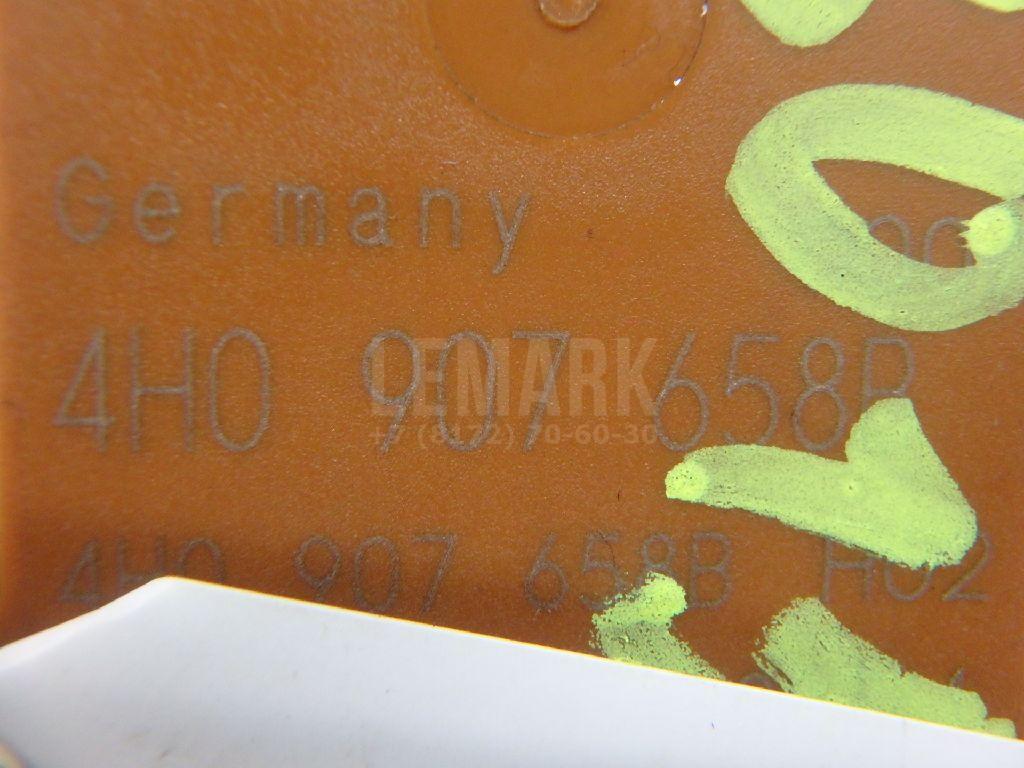 Germany
4H0 907 658B
LEMARK
+7 (8172) 70-60-30
4H0 907 658B H02